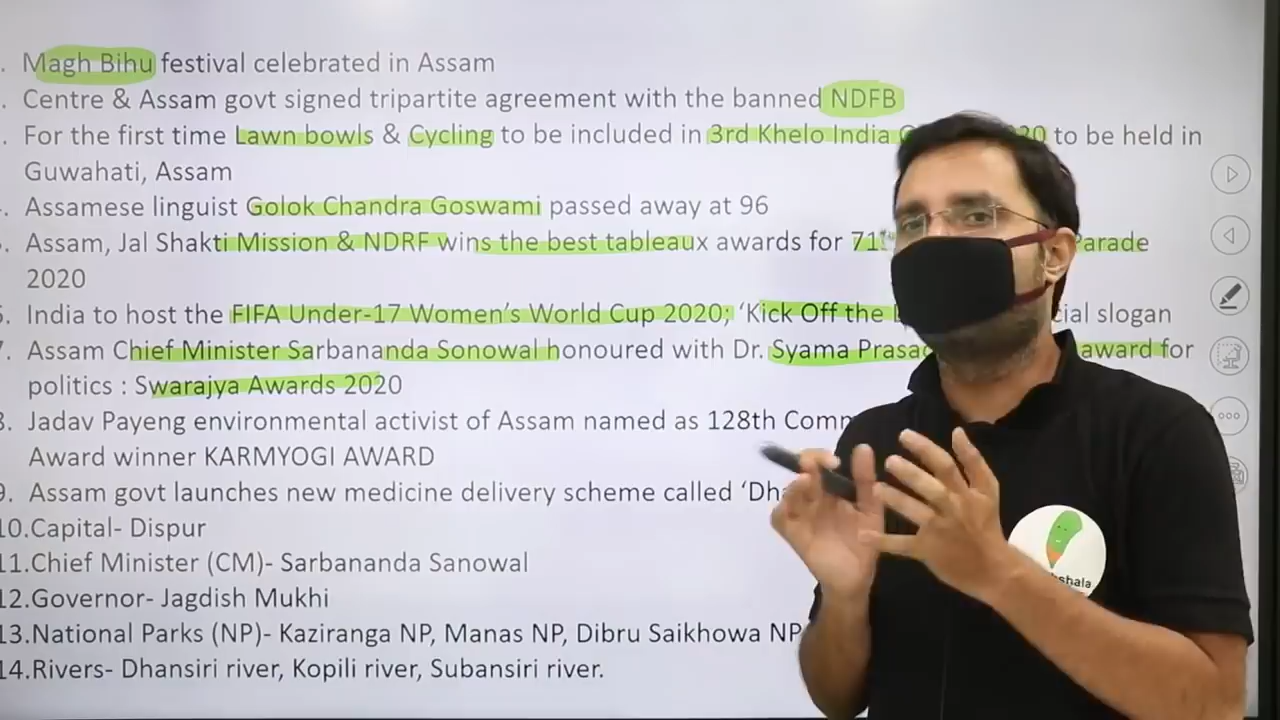 . Magh Bihu festival celebrated in Assam
. Centre & Assam govt signed tripartite agreement with the banned NDFB
. For the first time Lawn bowls & Cycling to be included in 3rd Khelo India 20 to be held in
Guwahati, Assam
. Assamese linguist Golok Chandra Goswami passed away at 96
. Assam, Jal Shakti Mission & NDRF wins the best tableaux awards for 71 Parade
2020
. India to host the FIFA Under-17 Women's World Cup 2020; 'Kick Off the slogan
7. Assam Chief Minister Sarbananda Sonowal honoured with Dr. Syama award for
politics : Swarajya Awards 2020
8. Jadav Payeng environmental activist of Assam named as 128th
Award winner KARMYOGI AWARD
9. Assam govt launches new medicine delivery scheme called
10.Capital- Dispur
11.Chief Minister (CM)- Sarbananda Sanowal
12.Governor- Jagdish Mukhi
13.National Parks (NP)- Kaziranga NP, Manas NP, Dibru Saikhowa NP
14.Rivers- Dhansiri river, Kopili river, Subansiri river.